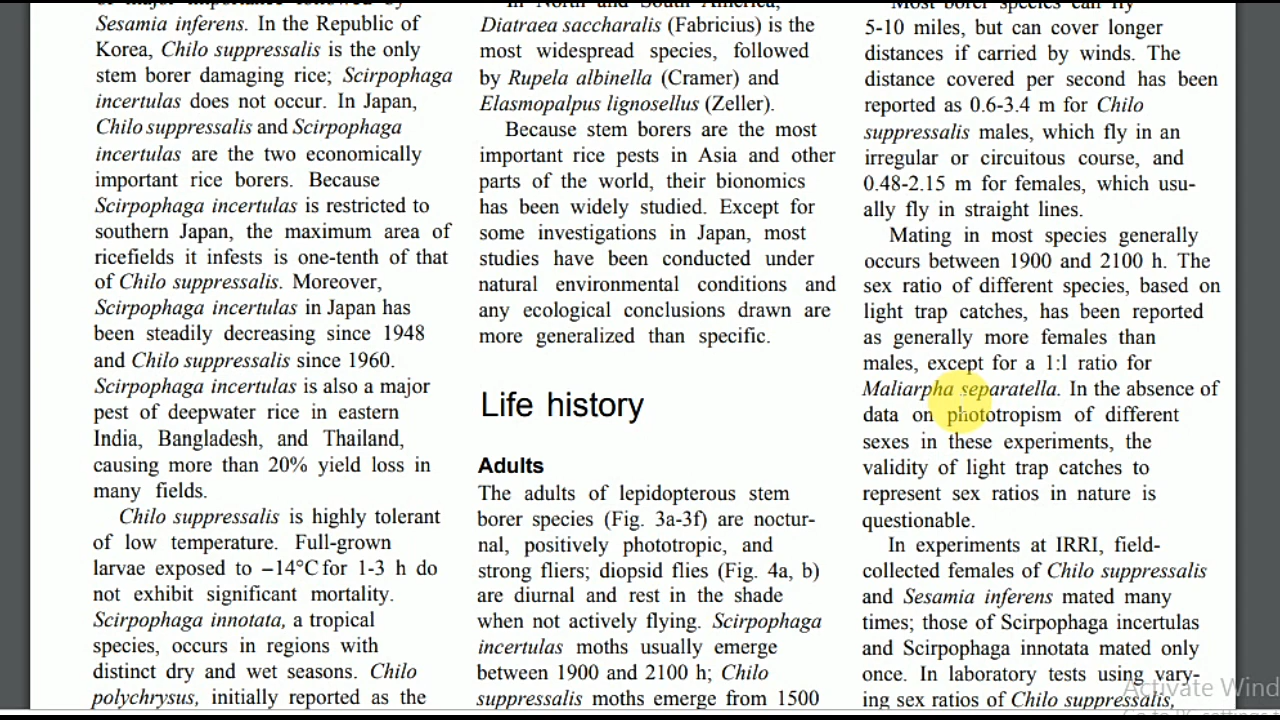 of major importance followed by
Sesamia inferens. In the Republic of
Korea, Chilo suppressalis is the only
stem borer damaging rice; Scirpophaga
incertulas does not occur. In Japan,
Chilo suppressalis and Scirpophaga
incertulas are the two economically
important rice borers. Because
Scirpophaga incertulas is restricted to
southern Japan, the maximum area of
ricefields it infests is one-tenth of that
of Chilo suppressalis. Moreover,
Scirpophaga incertulas in Japan has
been steadily decreasing since 1948
and Chilo suppressalis since 1960.
Scirpophaga incertulas is also a major
pest of deepwater rice in eastern
India, Bangladesh, and Thailand,
causing more than 20% yield loss in
many fields.
Chilo suppressalis is highly tolerant
of low temperature. Full-grown
larvae exposed to –14°C for 1-3 h do
not exhibit significant mortality.
Scirpophaga innotata, a tropical
species, occurs in regions with
distinct dry and wet seasons. Chilo
polychrysus, initially reported as the
In North and South America,
Diatraea saccharalis (Fabricius) is the
most widespread species, followed
by Rupela albinella (Cramer) and
Elasmopalpus lignosellus (Zeller).
Because stem borers are the most
important rice pests in Asia and other
parts of the world, their bionomics
has been widely studied. Except for
some investigations in Japan, most
studies have been conducted under
natural environmental conditions and
any ecological conclusions drawn are
more generalized than specific.
Life history
Adults
The adults of lepidopterous stem
borer species (Fig. 3a-3f) are noctur-
nal, positively phototropic, and
strong fliers; diopsid flies (Fig. 4a, b)
are diurnal and rest in the shade
when not actively flying. Scirpophaga
incertulas moths usually emerge
between 1900 and 2100 h; Chilo
suppressalis moths emerge from 1500
Most borer species can fly
5-10 miles, but can cover longer
distances if carried by winds. The
distance covered per second has been
reported as 0.6-3.4 m for Chilo
suppressalis males, which fly in an
irregular or circuitous course, and
0.48-2.15 m for females, which usu-
ally fly in straight lines.
Mating in most species generally
occurs between 1900 and 2100 h. The
sex ratio of different species, based on
light trap catches, has been reported
as generally more females than
males, except for a 1:l ratio for
Maliarpha separatella. In the absence of
data on phototropism of different
sexes in these experiments, the
validity of light trap catches to
represent sex ratios in nature is
questionable.
In experiments at IRRI, field-
collected females of Chilo suppressalis
and Sesamia inferens mated many
times; those of Scirpophaga incertulas
and Scirpophaga innotata mated only
once. In laboratory tests using vary-
ing sex ratios of Chilo suppressalis,
Activate Wind